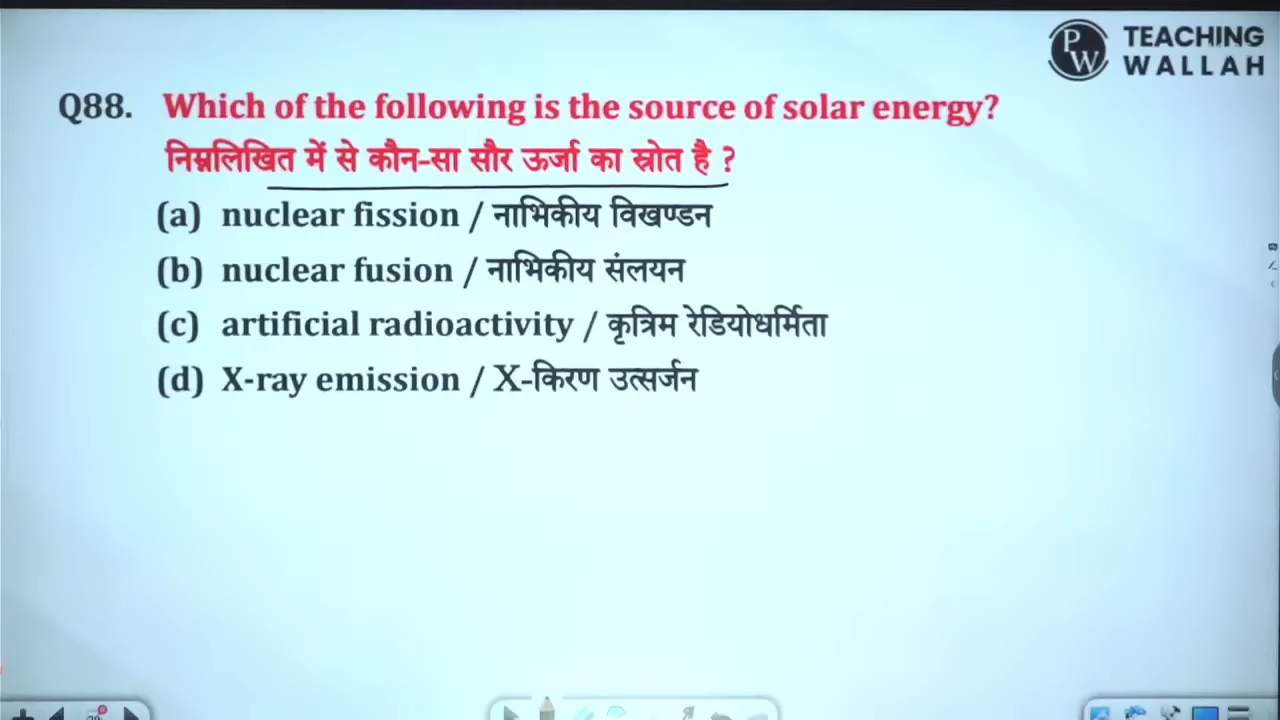 PW TEACHING WALLAH
Q88. Which of the following is the source of solar energy?
निम्नलिखित में से कौन-सा सौर ऊर्जा का स्रोत है ?
(a) nuclear fission / नाभिकीय विखण्डन
(b) nuclear fusion / नाभिकीय संलयन
(c) artificial radioactivity / कृत्रिम रेडियोधर्मिता
(d) X-ray emission / X-किरण उत्सर्जन